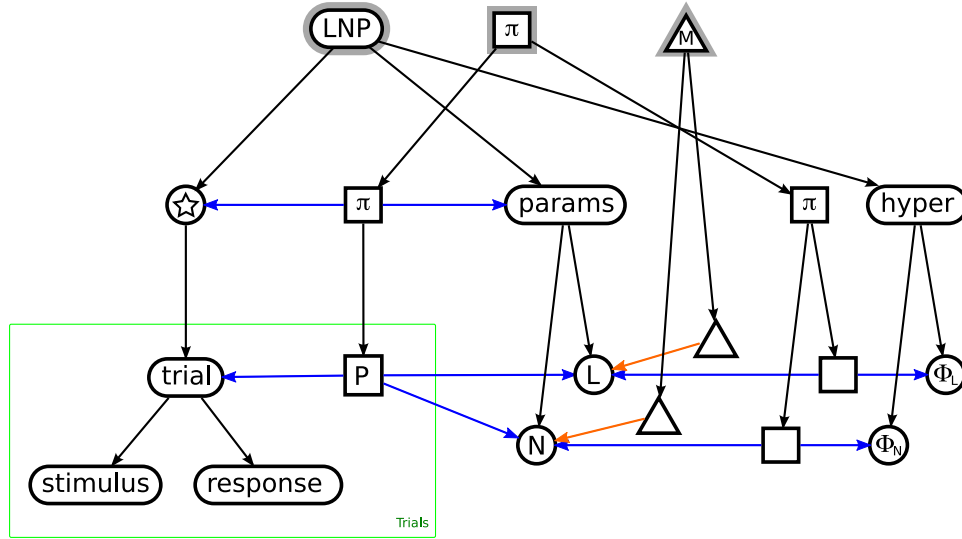 LNP
π
M
π
params
π
hyper
trial
P
L
Φ_L
N
Φ_N
stimulus
response
Trials